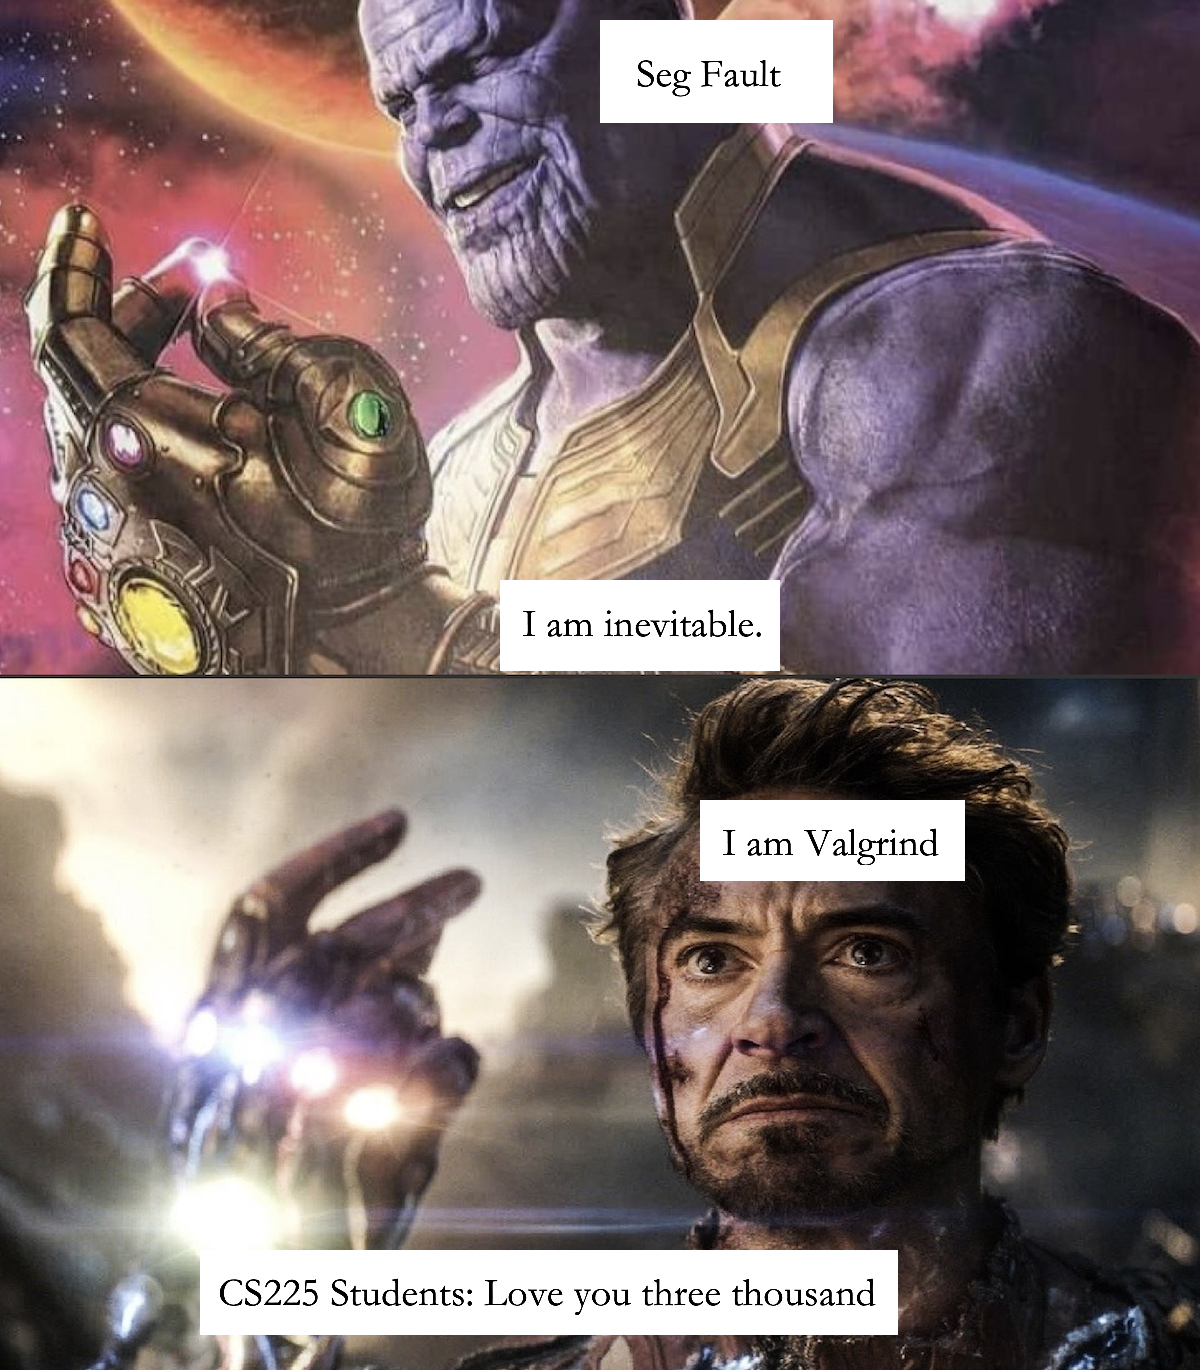 Seg Fault
I am inevitable.
I am Valgrind
CS225 Students: Love you three thousand